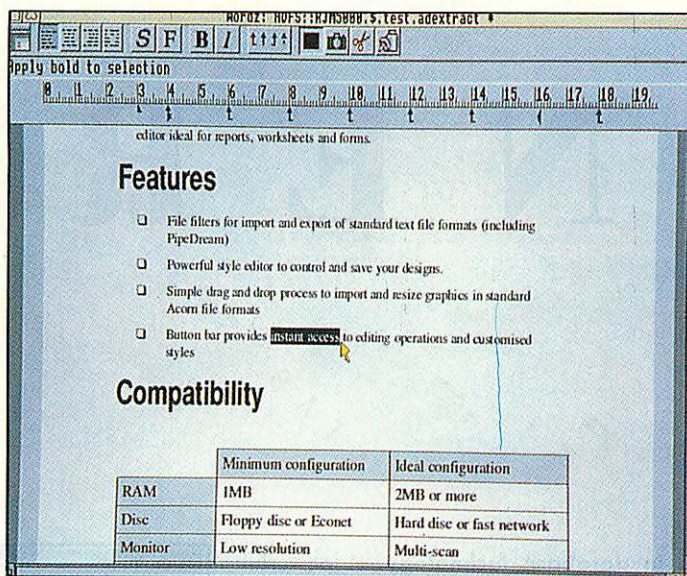 Wordz: ADFS::RJM5000.$.test.adextract *
S F B I
Apply bold to selection
0 1 2 3 4 5 6 7 8 9 10 11 12 13 14 15 16 17 18 19
editor ideal for reports, worksheets and forms.
Features
❑ File filters for import and export of standard text file formats (including
PipeDream)
❑ Powerful style editor to control and save your designs.
❑ Simple drag and drop process to import and resize graphics in standard
Acorn file formats
❑ Button bar provides instant access to editing operations and customised
styles
Compatibility
Minimum configuration Ideal configuration
RAM 1MB 2MB or more
Disc Floppy disc or Econet Hard disc or fast network
Monitor Low resolution Multi-scan